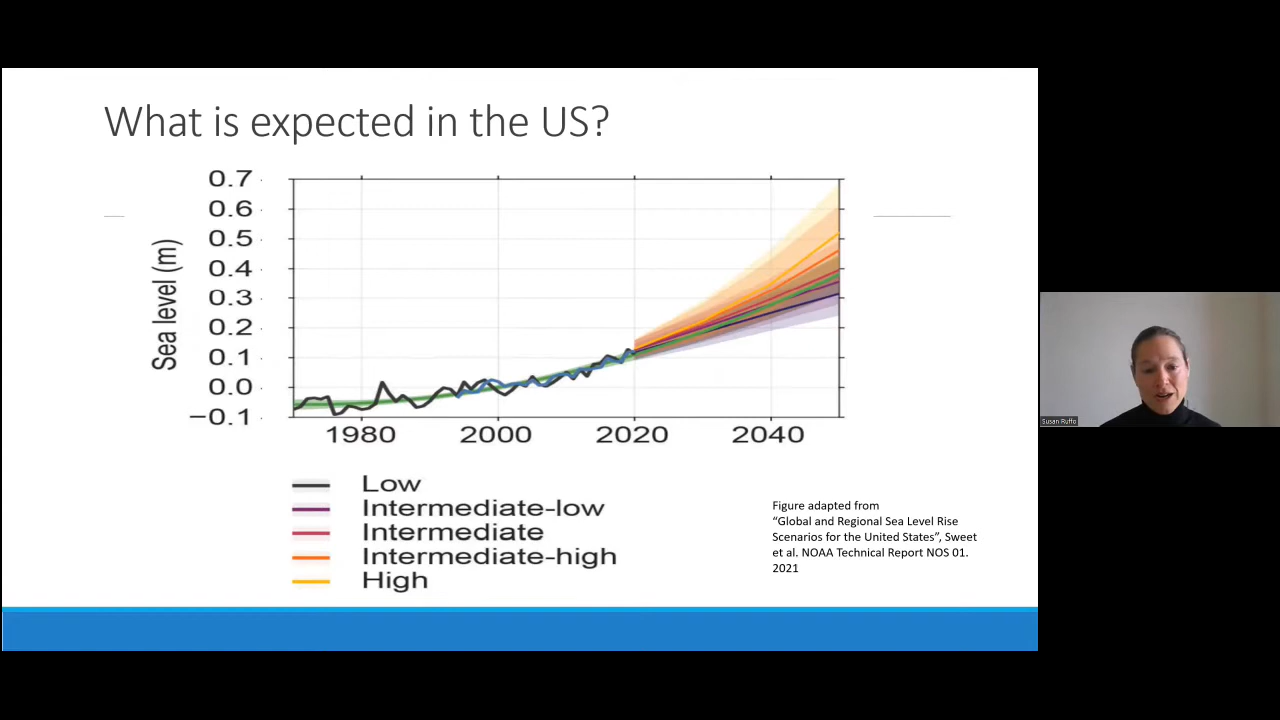 What is expected in the US?
0.7
0.6
0.5
0.4
0.3
0.2
0.1
0.0
−0.1
Sea level (m)
1980 2000 2020 2040
Low
Intermediate-low
Intermediate
Intermediate-high
High
Figure adapted from
“Global and Regional Sea Level Rise
Scenarios for the United States”, Sweet
et al. NOAA Technical Report NOS 01.
2021
Susan Ruffo